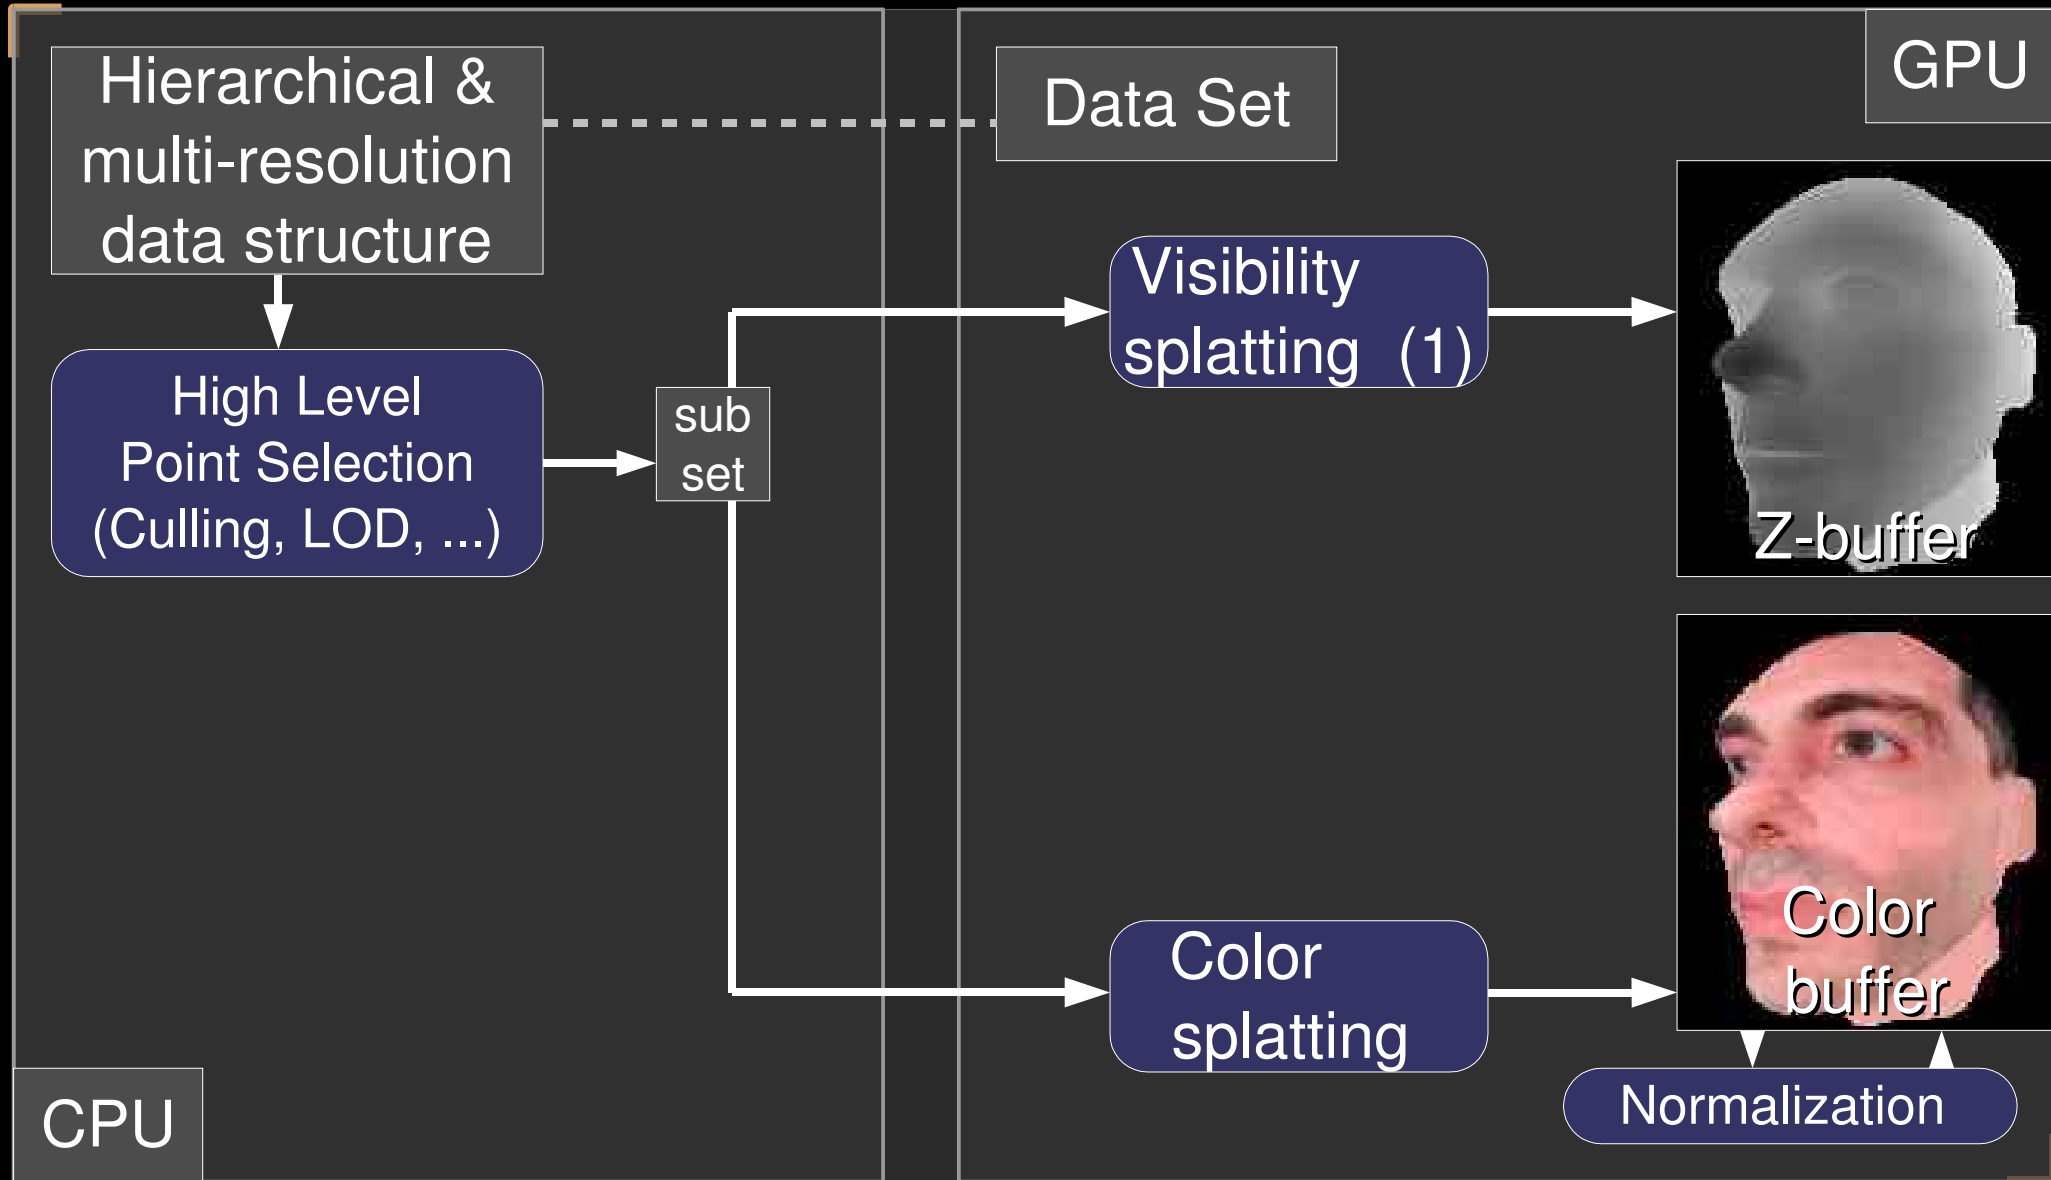 Hierarchical &
multi-resolution
data structure
Data Set
GPU
Visibility
splatting (1)
High Level
Point Selection
(Culling, LOD, ...)
sub
set
Z-buffer
Color
buffer
Color
splatting
Normalization
CPU